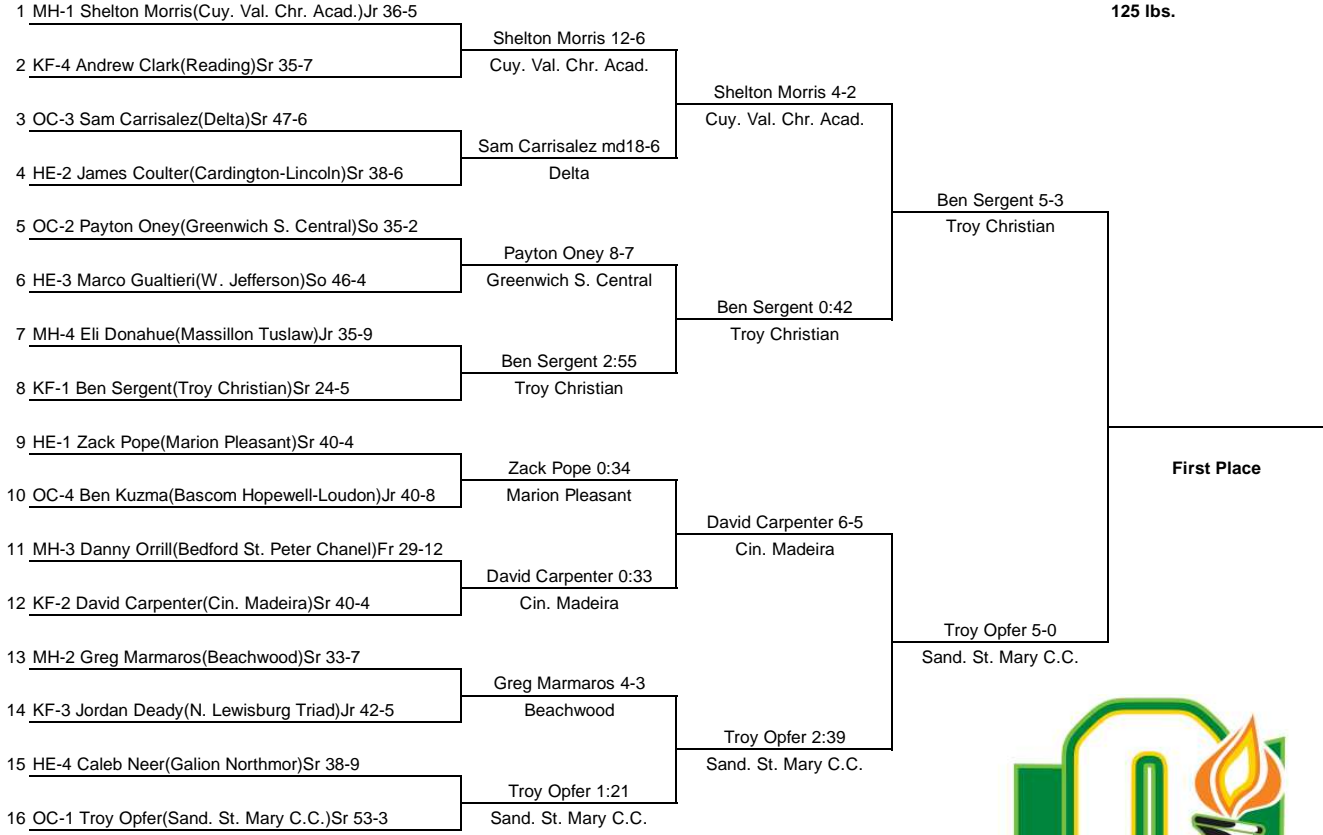 1 MH-1 Shelton Morris(Cuy. Val. Chr. Acad.)Jr 36-5
125 lbs.
Shelton Morris 12-6
2 KF-4 Andrew Clark(Reading)Sr 35-7
Cuy. Val. Chr. Acad.
Shelton Morris 4-2
3 OC-3 Sam Carrisalez(Delta)Sr 47-6
Cuy. Val. Chr. Acad.
Sam Carrisalez md18-6
4 HE-2 James Coulter(Cardington-Lincoln)Sr 38-6
Delta
Ben Sergent 5-3
5 OC-2 Payton Oney(Greenwich S. Central)So 35-2
Troy Christian
Payton Oney 8-7
6 HE-3 Marco Gualtieri(W. Jefferson)So 46-4
Greenwich S. Central
Ben Sergent 0:42
7 MH-4 Eli Donahue(Massillon Tuslaw)Jr 35-9
Troy Christian
Ben Sergent 2:55
8 KF-1 Ben Sergent(Troy Christian)Sr 24-5
Troy Christian
9 HE-1 Zack Pope(Marion Pleasant)Sr 40-4
Zack Pope 0:34
First Place
10 OC-4 Ben Kuzma(Bascom Hopewell-Loudon)Jr 40-8
Marion Pleasant
David Carpenter 6-5
11 MH-3 Danny Orrill(Bedford St. Peter Chanel)Fr 29-12
Cin. Madeira
David Carpenter 0:33
12 KF-2 David Carpenter(Cin. Madeira)Sr 40-4
Cin. Madeira
Troy Opfer 5-0
13 MH-2 Greg Marmaros(Beachwood)Sr 33-7
Sand. St. Mary C.C.
Greg Marmaros 4-3
14 KF-3 Jordan Deady(N. Lewisburg Triad)Jr 42-5
Beachwood
Troy Opfer 2:39
15 HE-4 Caleb Neer(Galion Northmor)Sr 38-9
Sand. St. Mary C.C.
Troy Opfer 1:21
16 OC-1 Troy Opfer(Sand. St. Mary C.C.)Sr 53-3
Sand. St. Mary C.C.